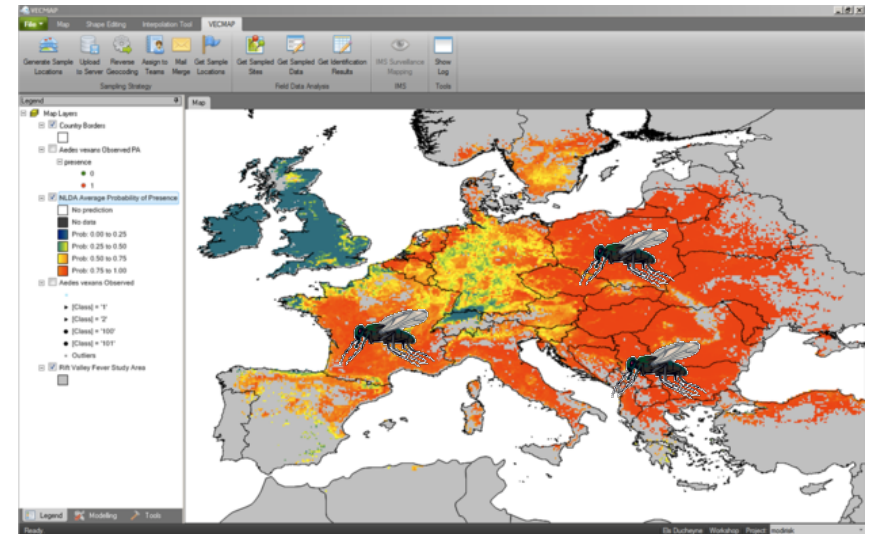 VECMAP
File Map Shape Editing Interpolation Tool VECMAP
Generate Sample Locations Upload to Server Reverse Geocoding Assign to Teams Mail Merge Get Sample Locations Get Sampled Sites Get Sampled Data Get Identification Results IMS Surveillance Mapping Show Log
Sampling Strategy Field Data Analysis IMS Tools
Legend Map
Map Layers
Country Borders
Aedes vexans Observed PA
presence
0
1
NLDA Average Probability of Presence
No prediction
No data
Prob: 0.00 to 0.25
Prob: 0.25 to 0.50
Prob: 0.50 to 0.75
Prob: 0.75 to 1.00
Aedes vexans Observed
[Class] = '1'
[Class] = '2'
[Class] = '100'
[Class] = '101'
Outliers
Rift Valley Fever Study Area
Legend Modelling Tools
Ready Els Ducheyne Workshop Project: modrisk